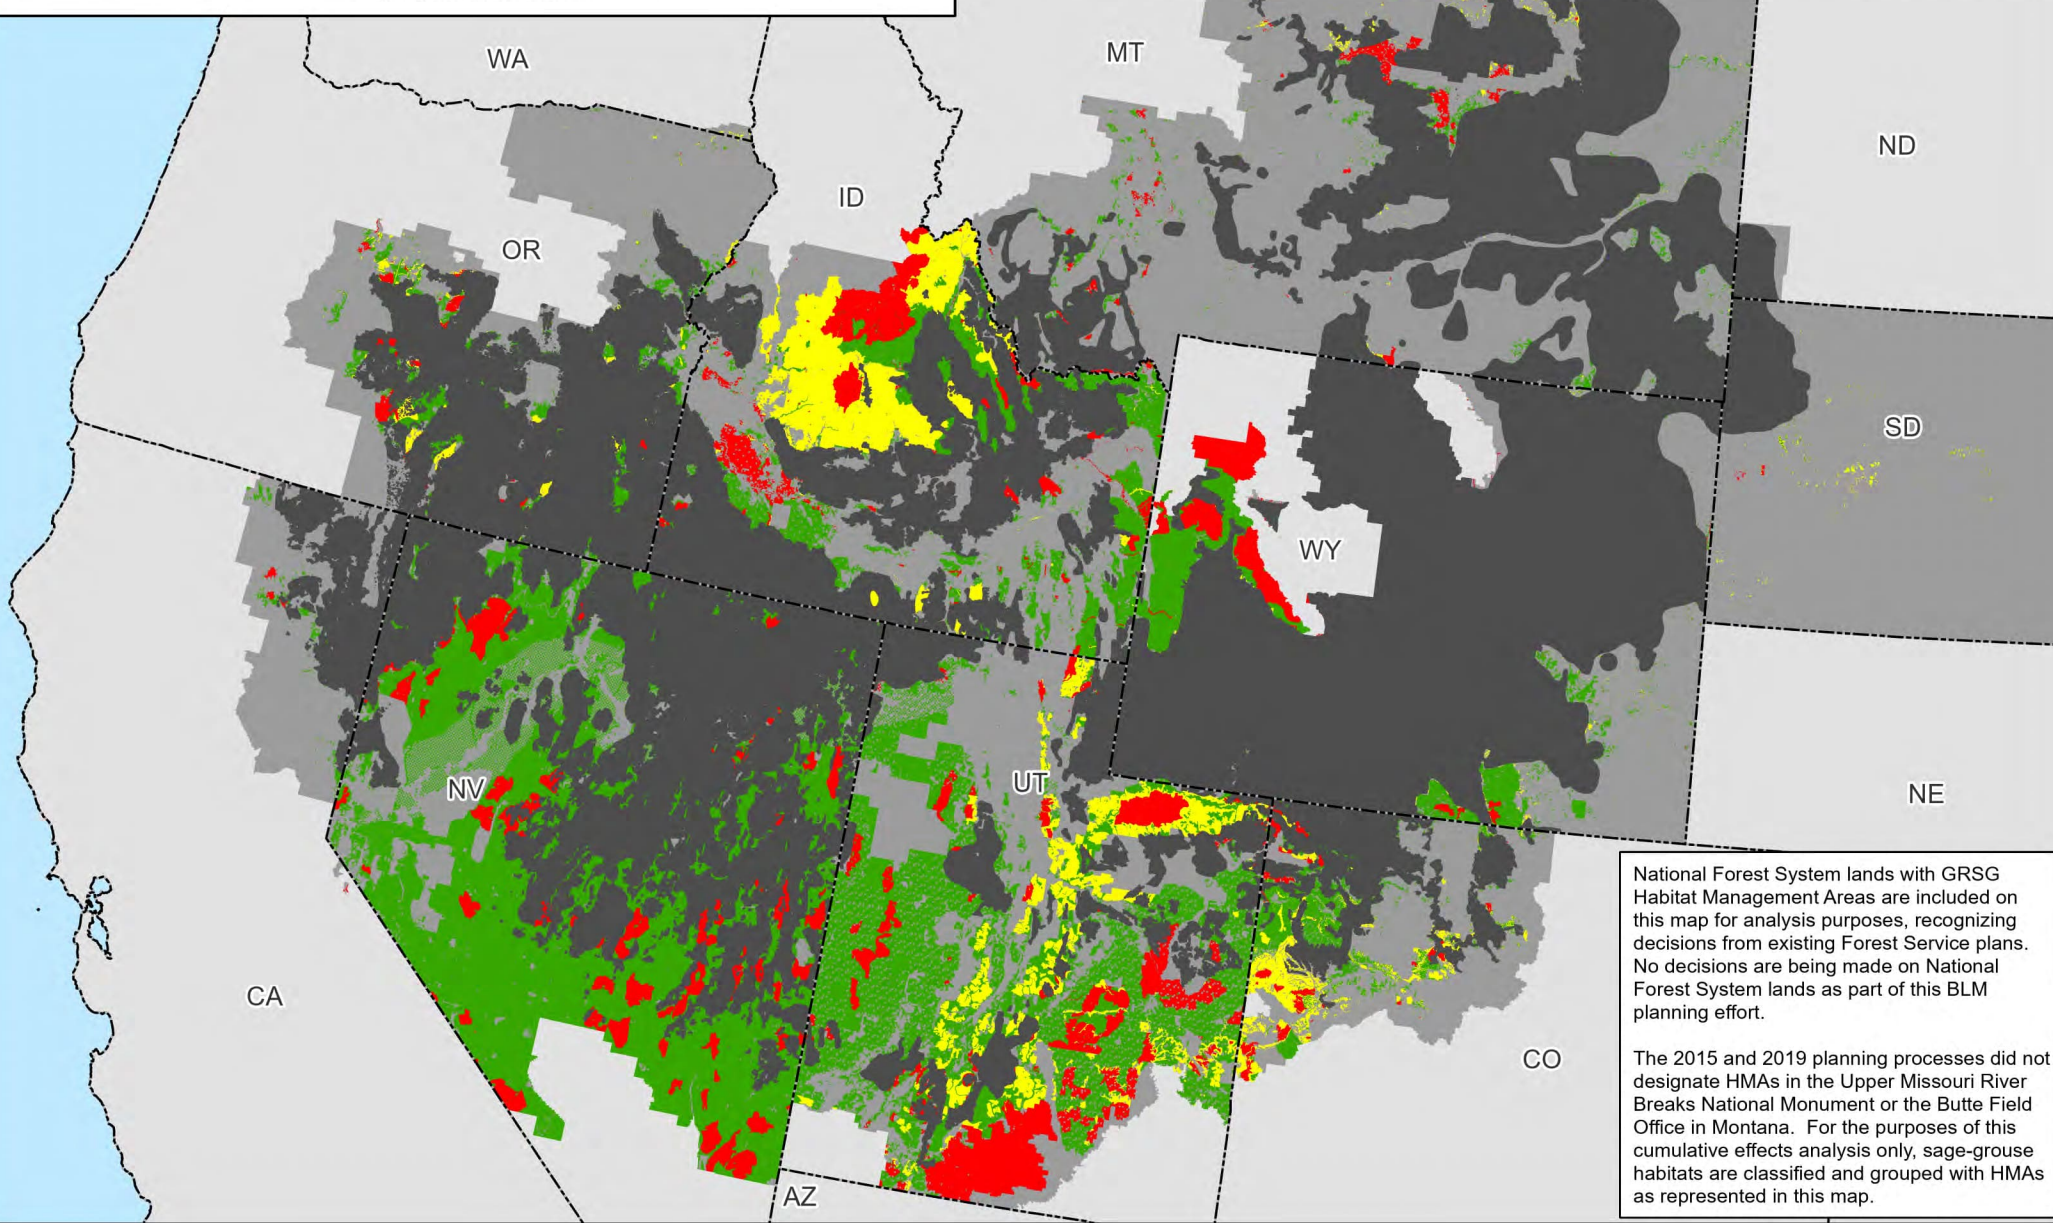 WA
MT
ND
ID
OR
SD
WY
NV
UT
NE
CA
CO
AZ
National Forest System lands with GRSG
Habitat Management Areas are included on
this map for analysis purposes, recognizing
decisions from existing Forest Service plans.
No decisions are being made on National
Forest System lands as part of this BLM
planning effort.
The 2015 and 2019 planning processes did not
designate HMAs in the Upper Missouri River
Breaks National Monument or the Butte Field
Office in Montana.  For the purposes of this
cumulative effects analysis only, sage-grouse
habitats are classified and grouped with HMAs
as represented in this map.